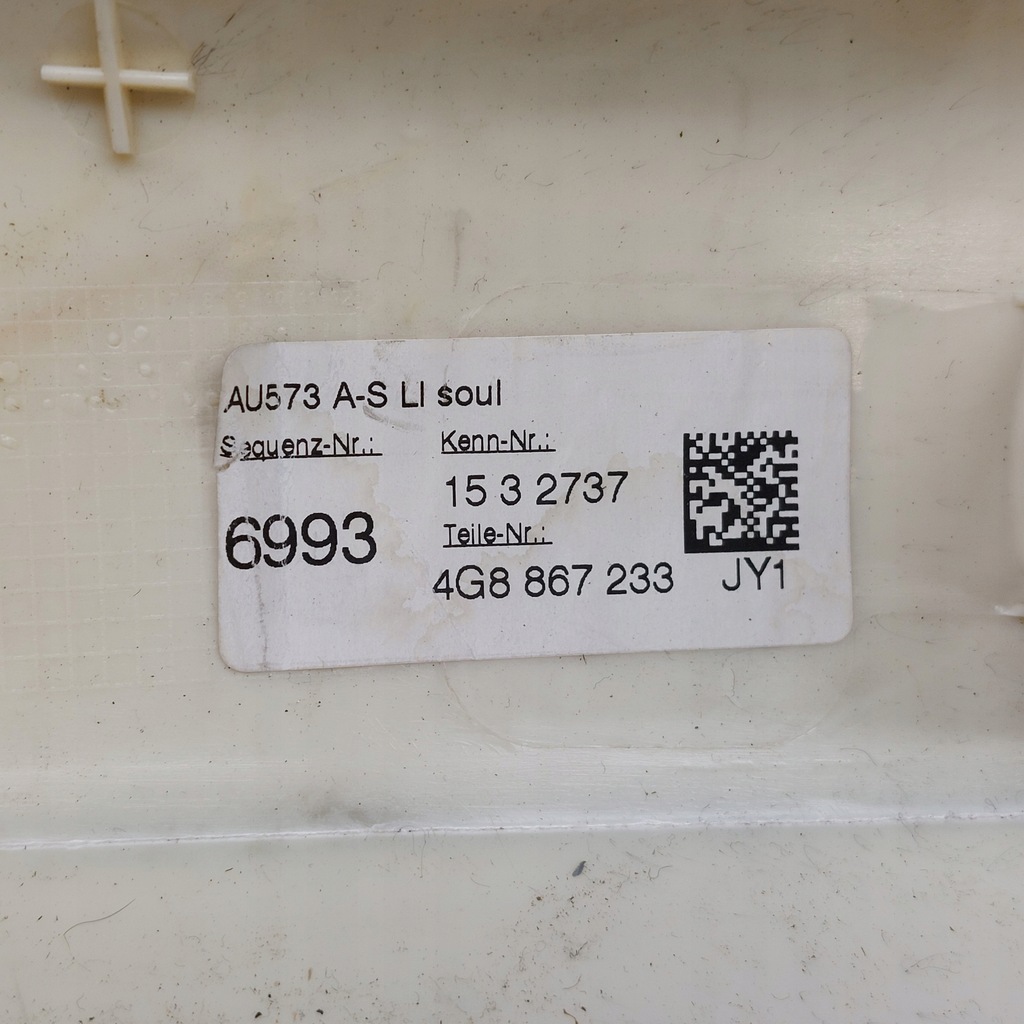 AU573 A-S LI soul
Sequenz-Nr.: Kenn-Nr.:
15 3 2737
6993
Teile-Nr.:
4G8 867 233 JY1